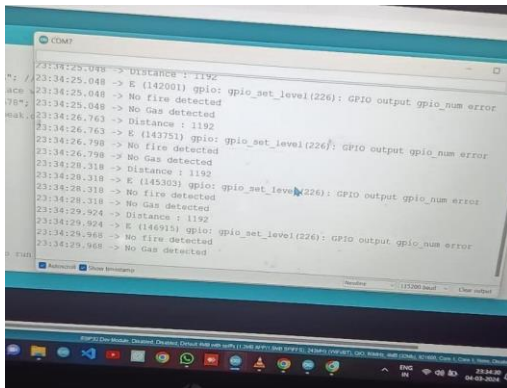 COM7
23:34:25.048 -> Distance : 1192
23:34:25.048 -> E (142001) gpio: gpio_set_level(226): GPIO output gpio_num error
23:34:25.048 -> No fire detected
23:34:25.048 -> No Gas detected
23:34:26.763 -> Distance : 1192
23:34:26.763 -> E (143751) gpio: gpio_set_level(226): GPIO output gpio_num error
23:34:26.798 -> No fire detected
23:34:26.798 -> No Gas detected
23:34:28.318 -> Distance : 1192
23:34:28.318 -> E (145303) gpio: gpio_set_level(226): GPIO output gpio_num error
23:34:28.318 -> No fire detected
23:34:28.318 -> No Gas detected
23:34:29.924 -> Distance : 1192
23:34:29.924 -> E (146915) gpio: gpio_set_level(226): GPIO output gpio_num error
23:34:29.968 -> No fire detected
23:34:29.968 -> No Gas detected
Autoscroll Show timestamp
Newline 115200 baud Clear output
ENG
IN
23:34:30
04-03-2024